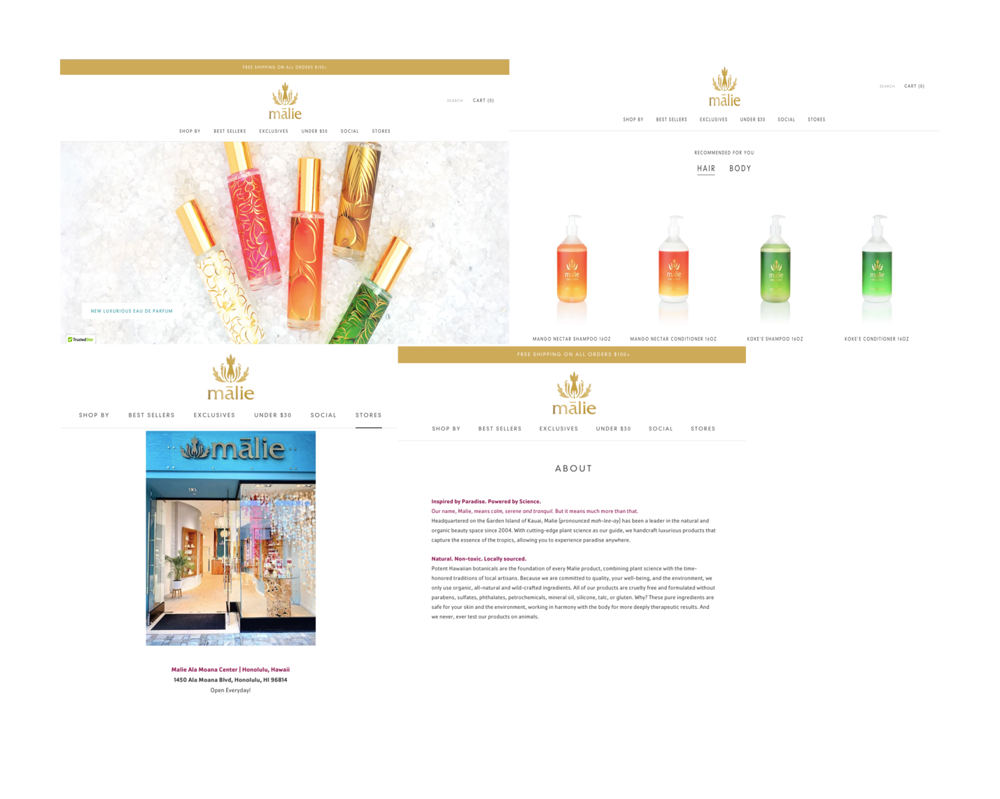 FREE SHIPPING ON ALL ORDERS $100+
mālie
SEARCH CART (0)
SHOP BY BEST SELLERS EXCLUSIVES UNDER $30 SOCIAL STORES
NEW LUXURIOUS EAU DE PARFUM
TrustedSite
mālie
SEARCH CART (0)
SHOP BY BEST SELLERS EXCLUSIVES UNDER $30 SOCIAL STORES
RECOMMENDED FOR YOU
HAIR BODY
mālie mālie mālie mālie
MANGO NECTAR SHAMPOO 16OZ MANGO NECTAR CONDITIONER 16OZ KOKE'E SHAMPOO 16OZ KOKE'E CONDITIONER 16OZ
mālie
SHOP BY BEST SELLERS EXCLUSIVES UNDER $30 SOCIAL STORES
mālie
Malie Ala Moana Center | Honolulu, Hawaii
1450 Ala Moana Blvd, Honolulu, HI 96814
Open Everyday!
FREE SHIPPING ON ALL ORDERS $100+
mālie
SHOP BY BEST SELLERS EXCLUSIVES UNDER $30 SOCIAL STORES
ABOUT
Inspired by Paradise. Powered by Science.
Our name, Malie, means calm, serene and tranquil. But it means much more than that.
Headquartered on the Garden Island of Kauai, Malie (pronounced mah-lee-ay) has been a leader in the natural and
organic beauty space since 2004. With cutting-edge plant science as our guide, we handcraft luxurious products that
capture the essence of the tropics, allowing you to experience paradise anywhere.
Natural. Non-toxic. Locally sourced.
Potent Hawaiian botanicals are the foundation of every Malie product, combining plant science with the time-
honored traditions of local artisans. Because we are committed to quality, your well-being, and the environment, we
only use organic, all-natural and wild-crafted ingredients. All of our products are cruelty free and formulated without
parabens, sulfates, phthalates, petrochemicals, mineral oil, silicone, talc, or gluten. Why? These pure ingredients are
safe for your skin and the environment, working in harmony with the body for more deeply therapeutic results. And
we never, ever test our products on animals.